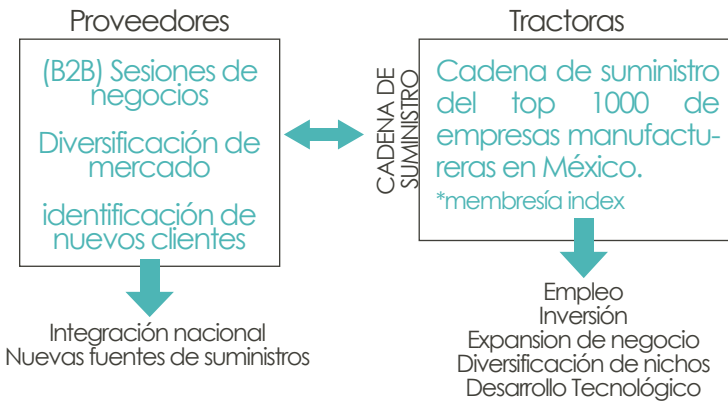 Proveedores
(B2B) Sesiones de
negocios
Diversificación de
mercado
identificación de
nuevos clientes
Integración nacional
Nuevas fuentes de suministros
CADENA DE
SUMINISTRO
Tractoras
Cadena de suministro
del top 1000 de
empresas manufactu-
reras en México.
*membresía index
Empleo
Inversión
Expansion de negocio
Diversificación de nichos
Desarrollo Tecnológico